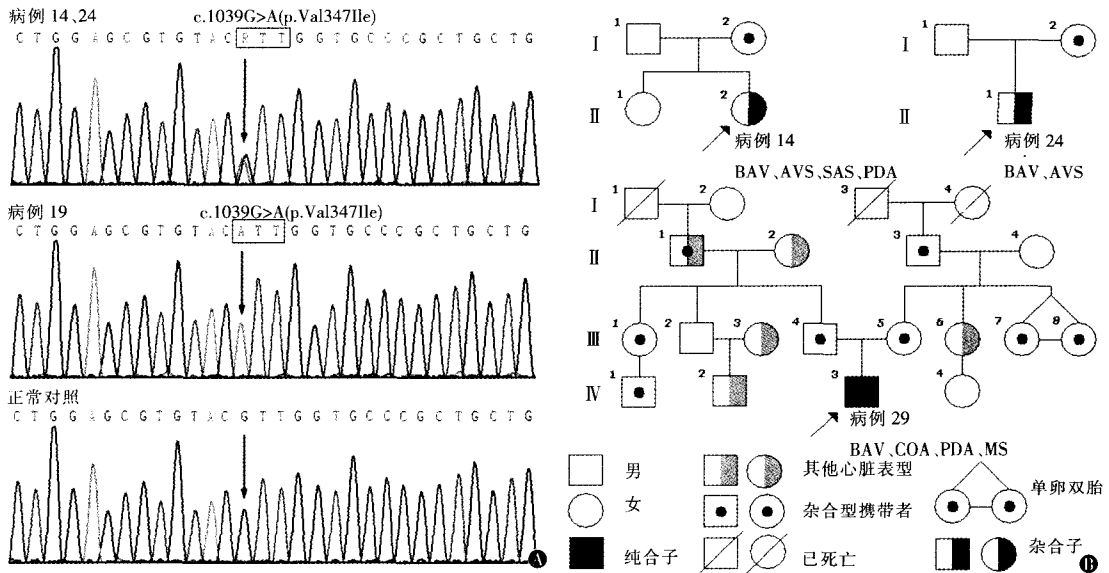 病例 14、24
c.1039G>A(p.Val347Ile)
C T G G A G C G T G T A C R T T G G T G C C C G C T G C T G
病例 19
c.1039G>A(p.Val347Ile)
C T G G A G C G T G T A C A T T G G T G C C C G C T G C T G
正常对照
C T G G A G C G T G T A C G T T G G T G C C C G C T G C T G
A
I
1
2
II
1
2
病例 14
BAV、AVS、SAS、PDA
I
1
2
II
1
病例 24
BAV、AVS
I
1
2
3
4
II
1
2
3
4
III
1
2
3
4
5
6
7
8
IV
1
2
3
4
病例 29
BAV、COA、PDA、MS
男
其他心脏表型
单卵双胎
女
杂合型携带者
纯合子
已死亡
杂合子
B